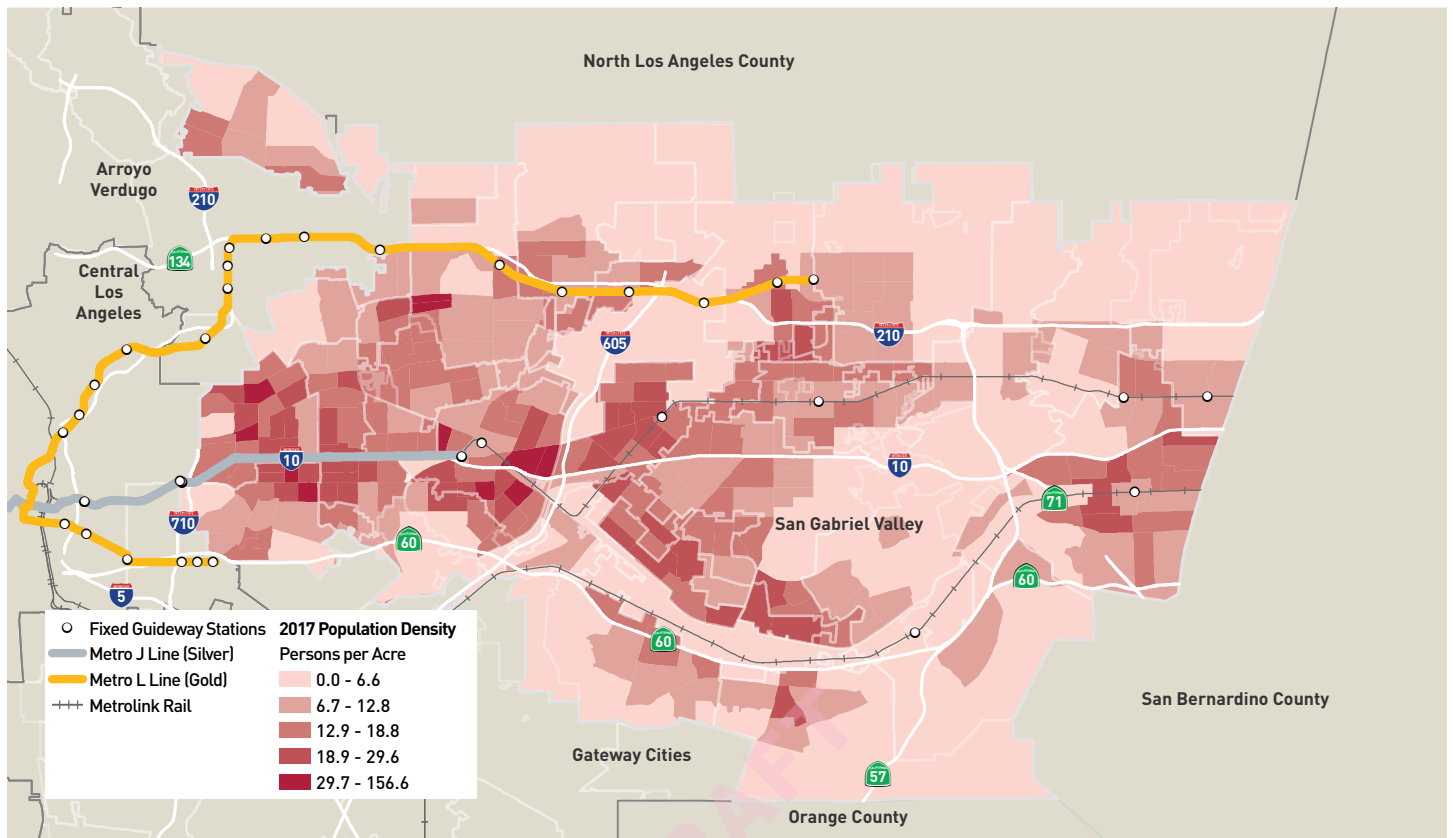 North Los Angeles County
Arroyo
Verdugo
210
134
Central
Los
Angeles
605
210
10
10
71
San Gabriel Valley
710
60
60
5
60
San Bernardino County
Gateway Cities
57
Orange County
Fixed Guideway Stations
Metro J Line (Silver)
Metro L Line (Gold)
Metrolink Rail
2017 Population Density
Persons per Acre
0.0 - 6.6
6.7 - 12.8
12.9 - 18.8
18.9 - 29.6
29.7 - 156.6